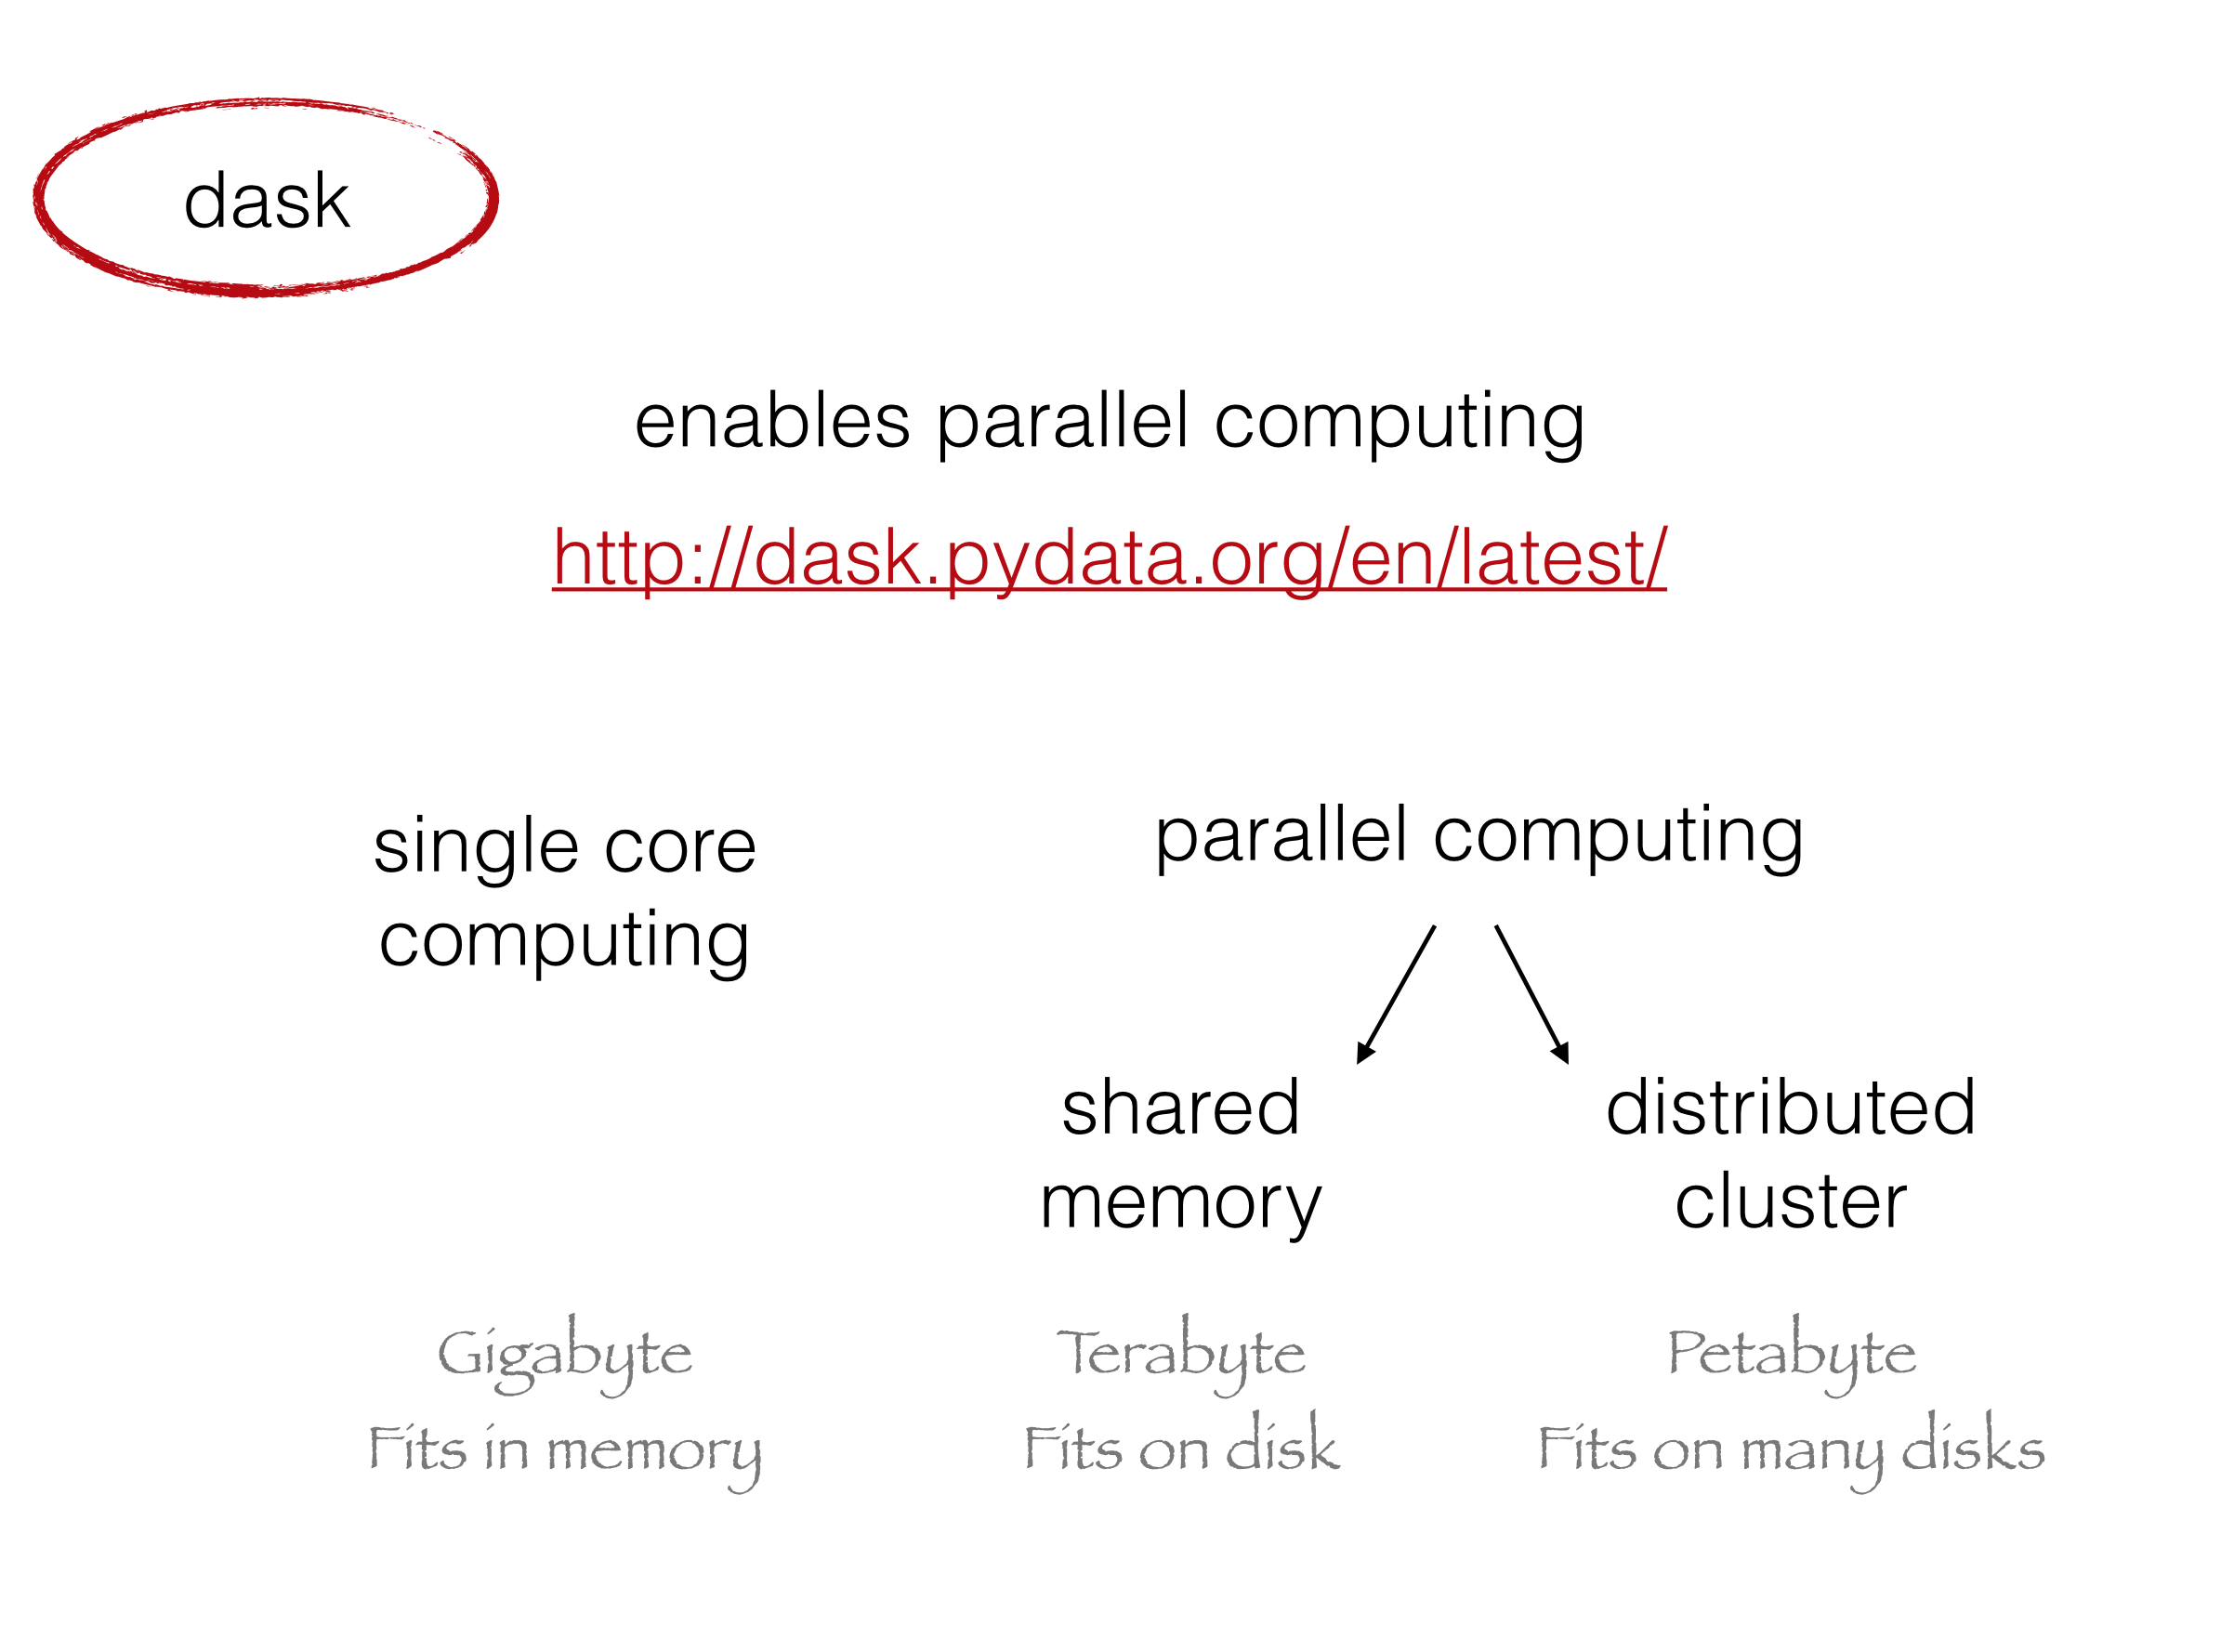 dask
enables parallel computing
http://dask.pydata.org/en/latest/
single core
computing
parallel computing
shared
memory
distributed
cluster
Gigabyte
Fits in memory
Terabyte
Fits on disk
Petabyte
Fits on many disks